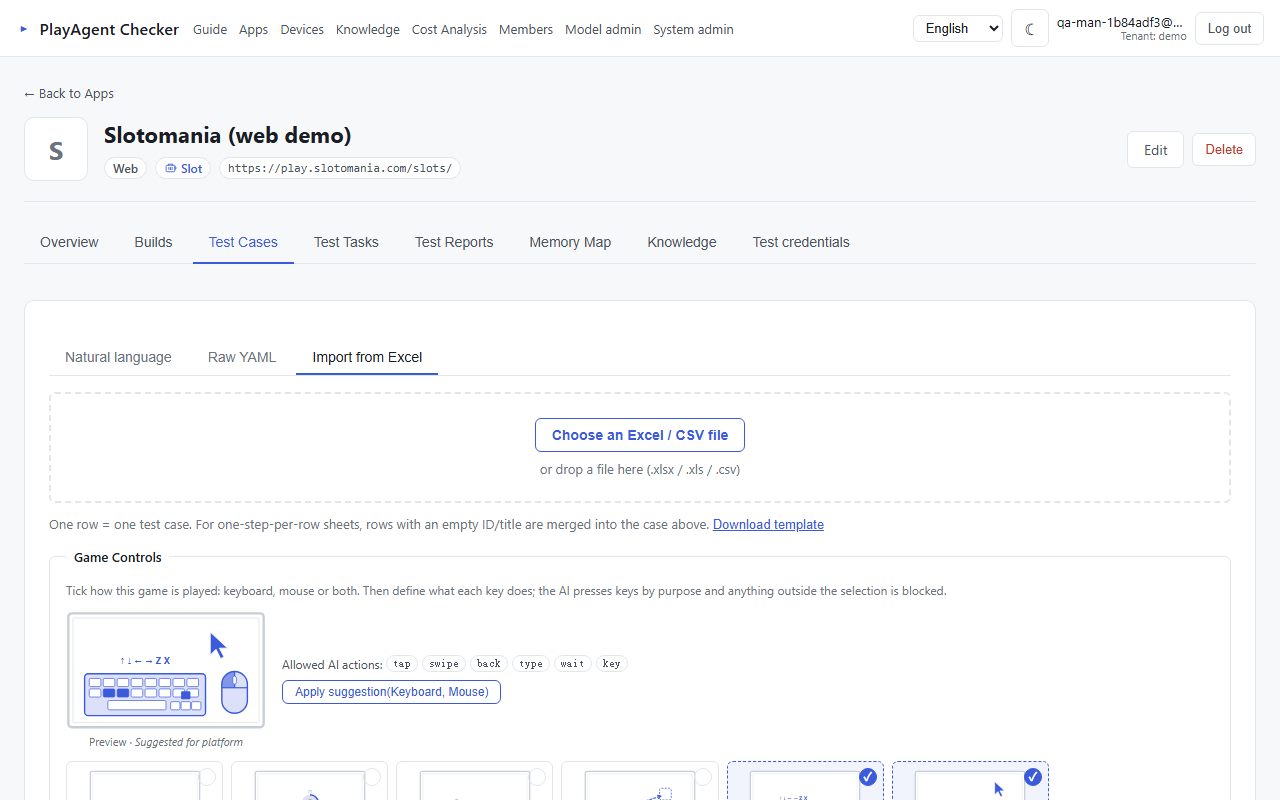 PlayAgent Checker Guide Apps Devices Knowledge Cost Analysis Members Model admin System admin English qa-man-1b84adf3@... Log out
Tenant: demo
← Back to Apps
S Slotomania (web demo) Edit Delete
Web Slot https://play.slotomania.com/slots/
Overview Builds Test Cases Test Tasks Test Reports Memory Map Knowledge Test credentials
Natural language Raw YAML Import from Excel
Choose an Excel / CSV file
or drop a file here (.xlsx / .xls / .csv)
One row = one test case. For one-step-per-row sheets, rows with an empty ID/title are merged into the case above. Download template
Game Controls
Tick how this game is played: keyboard, mouse or both. Then define what each key does; the AI presses keys by purpose and anything outside the selection is blocked.
↑↓←→ZX
Allowed AI actions: tap swipe back type wait key
Apply suggestion(Keyboard, Mouse)
Preview · Suggested for platform